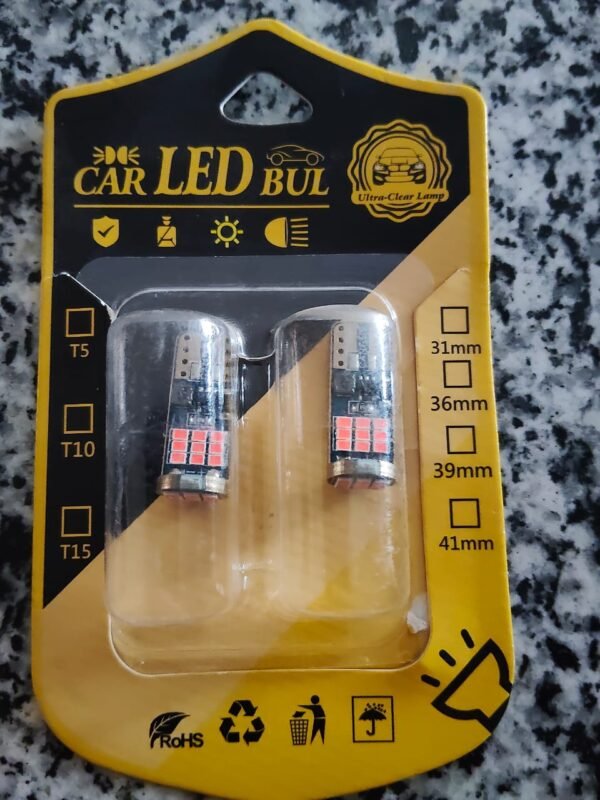 CAR LED BUL
Ultra-Clear Lamp
T5
T10
T15
31mm
36mm
39mm
41mm
RoHS